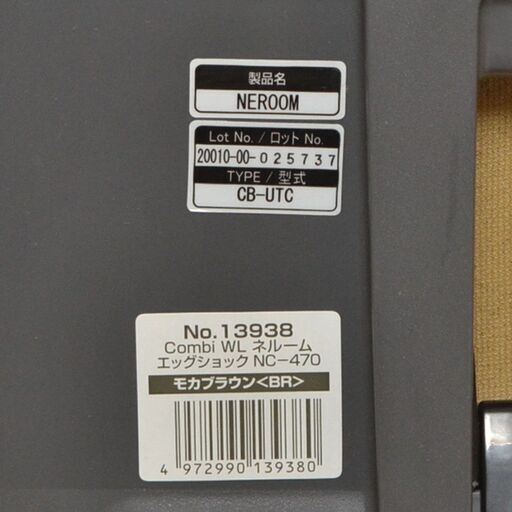 製品名
NEROOM
Lot No. / ロット No.
20010-00-025737
TYPE / 型式
CB-UTC
No.13938
Combi WL ネルーム
エッグショック NC-470
モカブラウン<BR>
4 972990 139380